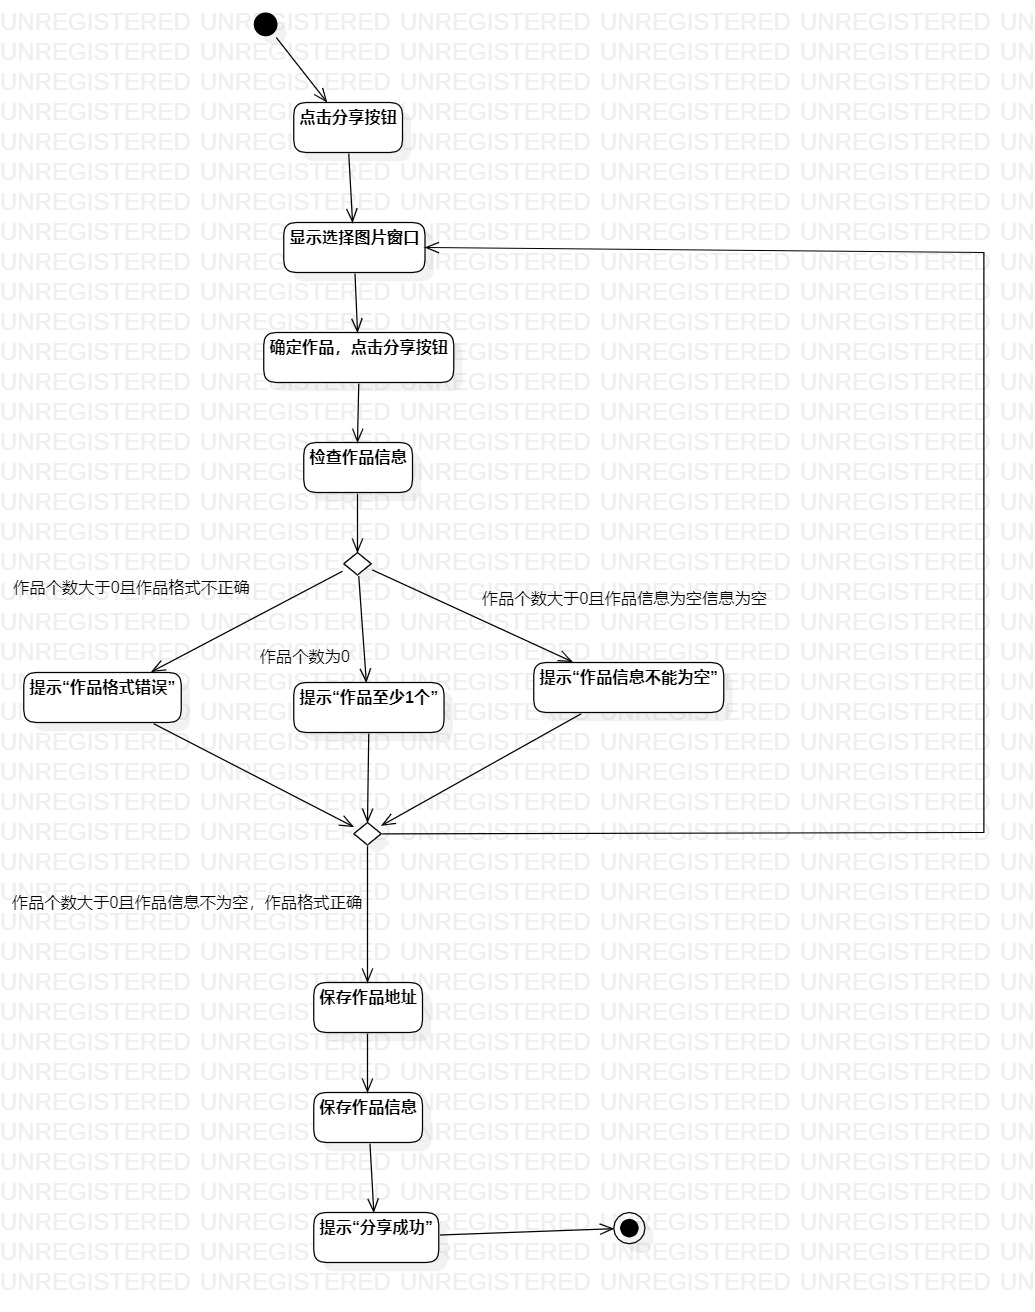 点击分享按钮
显示选择图片窗口
确定作品，点击分享按钮
检查作品信息
作品个数大于0且作品格式不正确
作品个数大于0且作品信息为空信息为空
作品个数为0
提示“作品格式错误”
提示“作品至少1个”
提示“作品信息不能为空”
作品个数大于0且作品信息不为空，作品格式正确
保存作品地址
保存作品信息
提示“分享成功”
UNREGISTERED